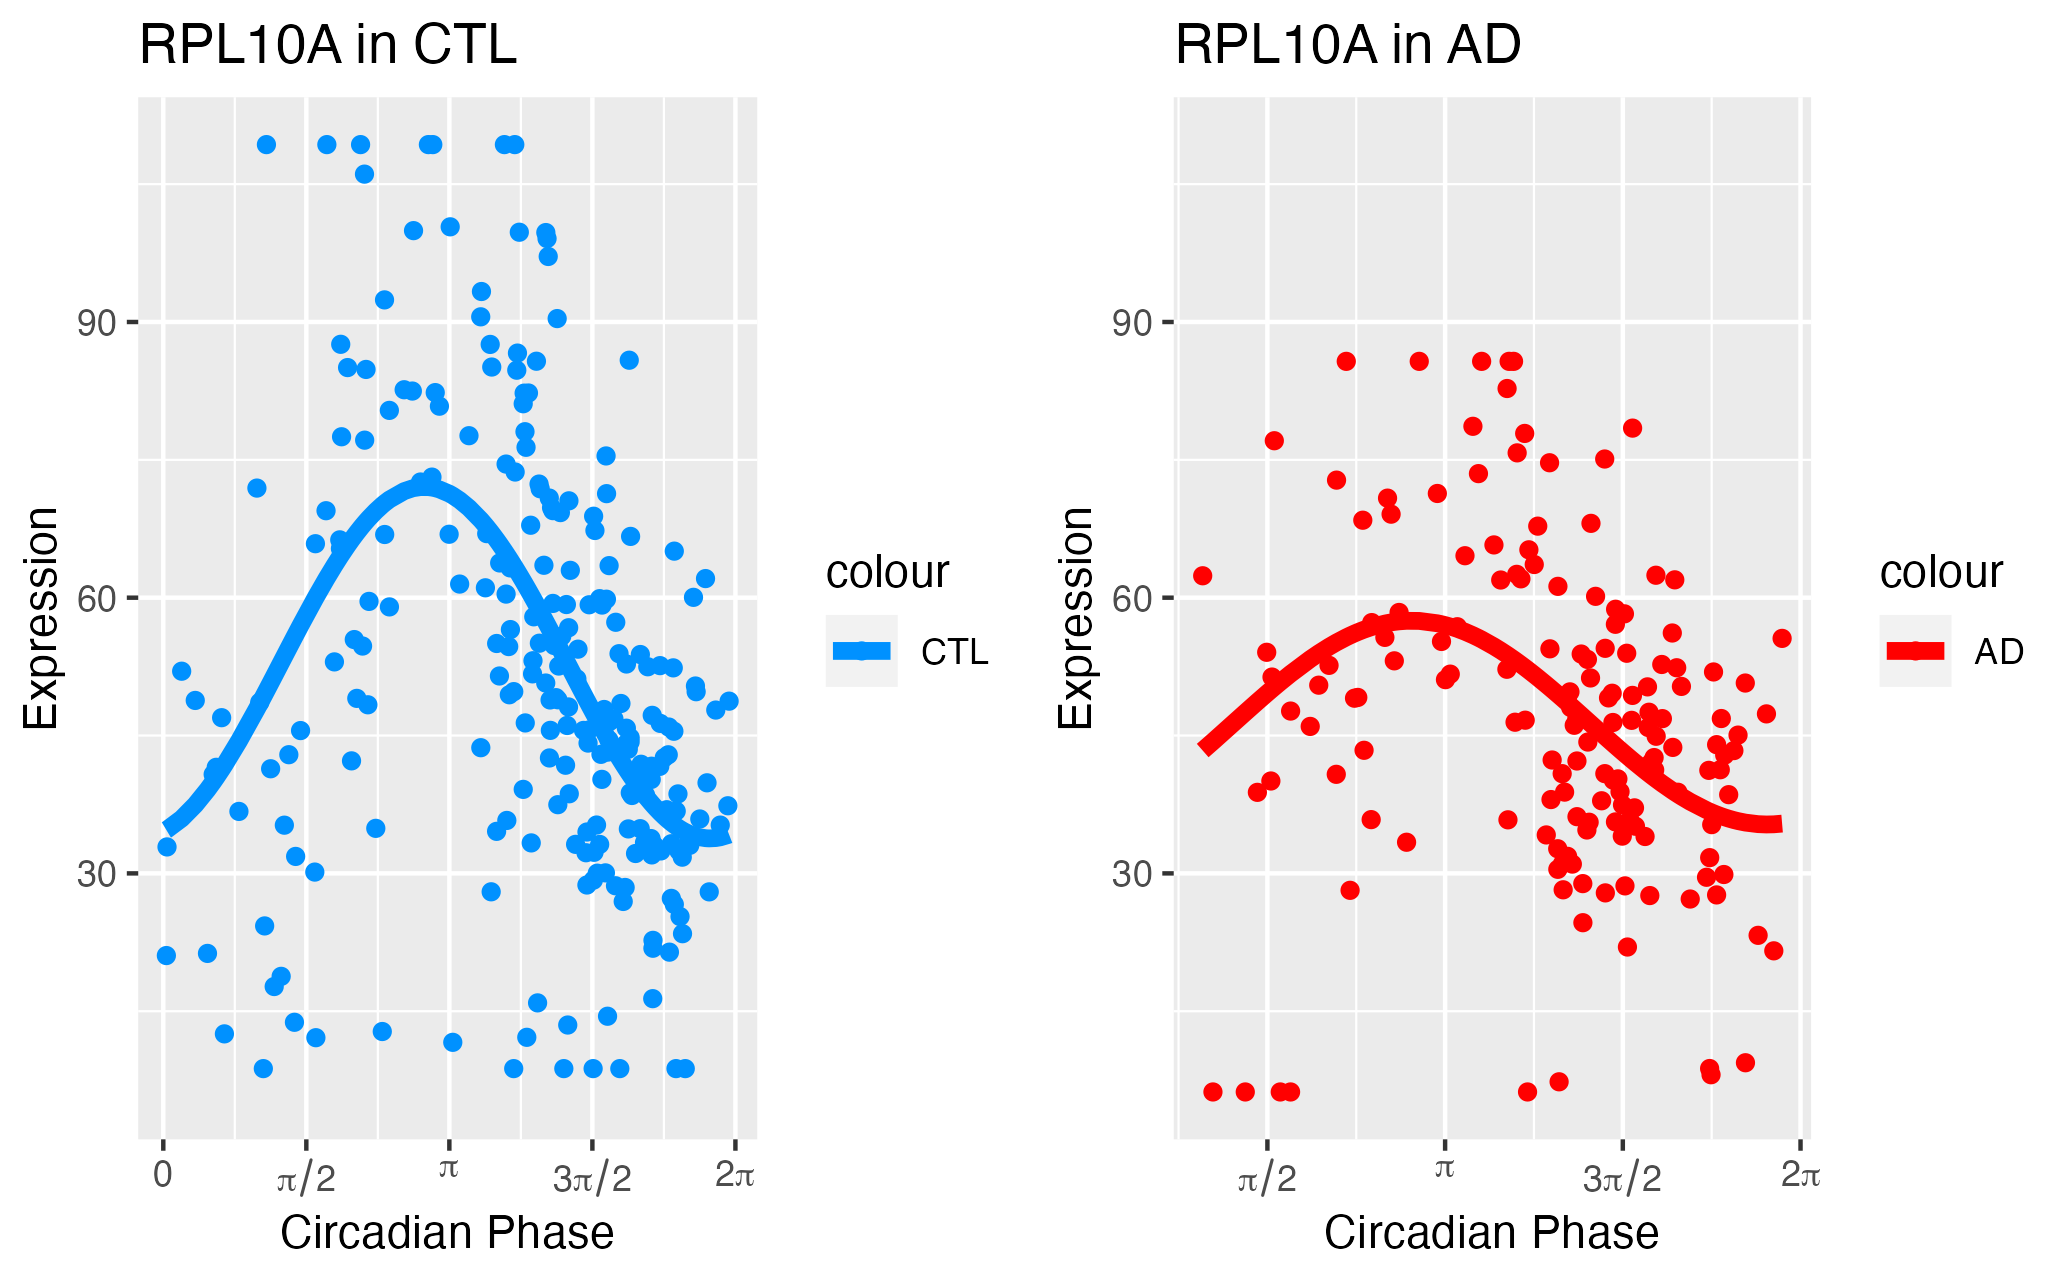 RPL10A in CTL
Expression
90
60
30
0
π/2
π
3π/2
2π
Circadian Phase
colour
CTL
RPL10A in AD
Expression
90
60
30
π/2
π
3π/2
2π
Circadian Phase
colour
AD